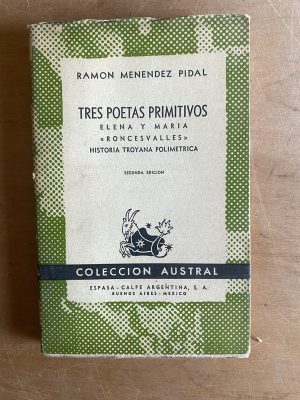 RAMON MENENDEZ PIDAL
TRES POETAS PRIMITIVOS
ELENA Y MARIA
«RONCESVALLES»
HISTORIA TROYANA POLIMETRICA
SEGUNDA EDICION
COLECCION AUSTRAL
ESPASA - CALPE ARGENTINA, S. A.
BUENOS AIRES - MEXICO